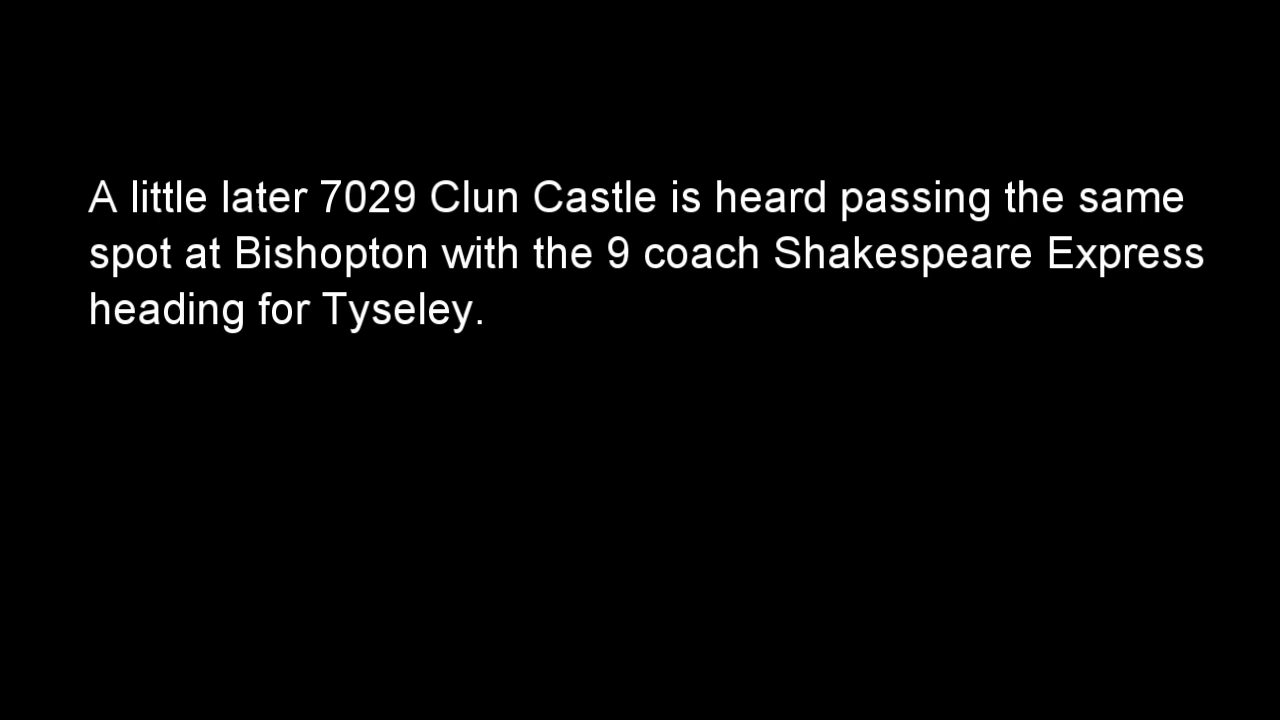 A little later 7029 Clun Castle is heard passing the same
spot at Bishopton with the 9 coach Shakespeare Express
heading for Tyseley.